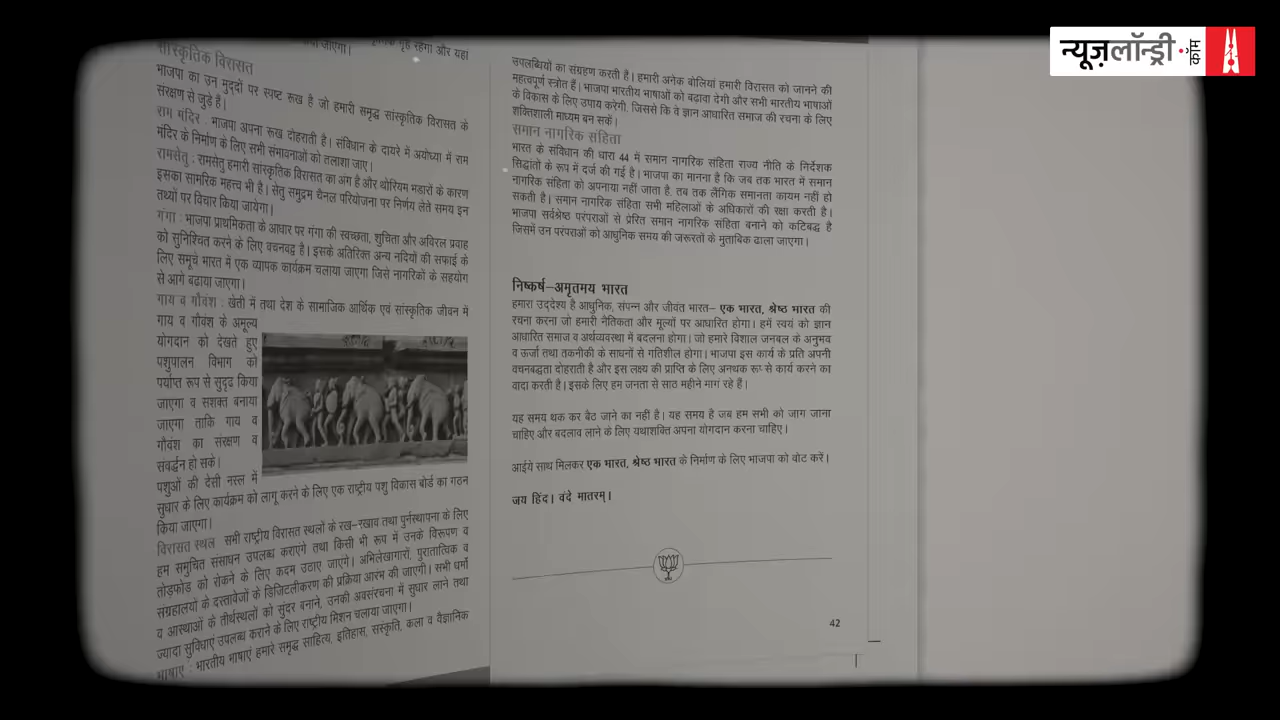 जाएगा।
गृह रहेगा और यहां
सांस्कृतिक विरासत
भाजपा का उन मुद्दों पर स्पष्ट रूख है जो हमारी समृद्ध सांस्कृतिक विरासत के
संरक्षण से जुड़े है।
राम मंदिर : भाजपा अपना रूख दोहराती है। संविधान के दायरे में अयोध्या में राम
मंदिर के निर्माण के लिए सभी संभावनाओं को तलाशा जाए।
रामसेतु : रामसेतु हमारी सांस्कृतिक विरासत का अंग है और थोरियम भडारों के कारण
इसका सामरिक महत्त्व भी है। सेतु समुद्रम चैनल परियोजना पर निर्णय लेते समय इन
तथ्यों पर विचार किया जायेगा।
गंगा : भाजपा प्राथमिकता के आधार पर गंगा की स्वच्छता, शुचिता और अविरल प्रवाह
को सुनिश्चित करने के लिए वचनवद्व है। इसके अतिरिक्त अन्य नदियों की सफाई के
लिए समूचे भारत में एक व्यापक कार्यक्रम चलाया जाएगा जिसे नागरिकों के सहयोग
से आगे बढाया जाएगा।
गाय व गौवंश : खेती में तथा देश के सामाजिक आर्थिक एवं सांस्कृतिक जीवन में
गाय व गौवंश के अमूल्य
योगदान को देखते हुए
पशुपालन विभाग को
पर्याप्त रूप से सुदृढ किया
जाएगा व सशक्त बनाया
जाएगा ताकि गाय व
गौवंश का संरक्षण व
संवर्द्धन हो सके।
पशुओं की देसी नस्ल में
सुधार के लिए कार्यक्रम को लागू करने के लिए एक राष्ट्रीय पशु विकास बोर्ड का गठन
किया जाएगा।
विरासत स्थल सभी राष्ट्रीय विरासत स्थलों के रख-रखाव तथा पुर्नस्थापना के लिए
हम समुचित संसाधन उपलब्ध कराएंगे तथा किसी भी रूप में उनके विरूपण व
तोड़फोड़ को रोकने के लिए कदम उठाए जाएंगे। अभिलेखागारों, पुरातात्विक व
संग्रहालयों के दस्तावेजों के डिजिटलीकरण की प्रक्रिया आरंभ की जाएगी। सभी धर्मों
व आस्थाओं के तीर्थस्थलों को सुंदर बनाने, उनकी अवसंरचना में सुधार लाने तथा
ज्यादा सुविधाएं उपलब्ध कराने के लिए राष्ट्रीय मिशन चलाया जाएगा।
भाषाएं : भारतीय भाषाएं हमारे समृद्ध साहित्य, इतिहास, संस्कृति, कला व वैज्ञानिक
उपलब्धियों का संग्रहण करती हैं। हमारी अनेक बोलियां हमारी विरासत को जानने की
महत्वपूर्ण स्त्रोत हैं। भाजपा भारतीय भाषाओं को बढ़ावा देगी और सभी भारतीय भाषाओं
के विकास के लिए उपाय करेगी, जिससे कि वे ज्ञान आधारित समाज की रचना के लिए
शक्तिशाली माध्यम बन सकें।
समान नागरिक संहिता
भारत के संविधान की धारा 44 में समान नागरिक संहिता राज्य नीति के निर्देशक
सिद्धांतों के रूप में दर्ज की गई है। भाजपा का मानना है कि जब तक भारत में समान
नागरिक संहिता को अपनाया नहीं जाता है, तब तक लैंगिक समानता कायम नहीं हो
सकती है। समान नागरिक संहिता सभी महिलाओं के अधिकारों की रक्षा करती है।
भाजपा सर्वश्रेष्ठ परंपराओं से प्रेरित समान नागरिक संहिता बनाने को कटिबद्ध है
जिसमें उन परंपराओं को आधुनिक समय की जरूरतों के मुताबिक ढाला जाएगा।
निष्कर्ष–अमृतमय भारत
हमारा उद्देश्य है आधुनिक, संपन्न और जीवंत भारत– एक भारत, श्रेष्ठ भारत की
रचना करना जो हमारी नैतिकता और मूल्यों पर आधारित होगा। हमें स्वयं को ज्ञान
आधारित समाज व अर्थव्यवस्था में बदलना होगा। जो हमारे विशाल जनबल के अनुभव
व ऊर्जा तथा तकनीकी के साधनों से गतिशील होगा। भाजपा इस कार्य के प्रति अपनी
वचनबद्धता दोहराती है और इस लक्ष्य की प्राप्ति के लिए अनथक रूप से कार्य करने का
वादा करती है। इसके लिए हम जनता से साठ महीने मागं रहे हैं।
यह समय थक कर बैठ जाने का नहीं है। यह समय है जब हम सभी को जाग जाना
चाहिए और बदलाव लाने के लिए यथाशक्ति अपना योगदान करना चाहिए।
आईये साथ मिलकर एक भारत, श्रेष्ठ भारत के निर्माण के लिए भाजपा को वोट करें।
जय हिंद। वंदे मातरम्।
42
न्यूज़लॉन्ड्री.कॉम